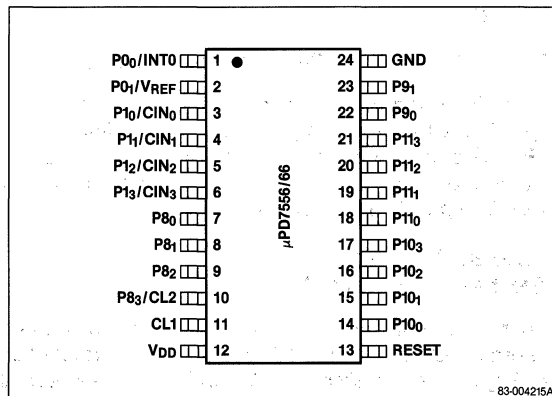 P0₀/INT0 1 24 GND
P0₁/VREF 2 23 P9₁
P1₀/CIN₀ 3 22 P9₀
P1₁/CIN₁ 4 21 P11₃
P1₂/CIN₂ 5 20 P11₂
P1₃/CIN₃ 6 19 P11₁
P8₀ 7 18 P11₀
P8₁ 8 17 P10₃
P8₂ 9 16 P10₂
P8₃/CL2 10 15 P10₁
CL1 11 14 P10₀
VDD 12 13 RESET
μPD7556/66
83-004215A